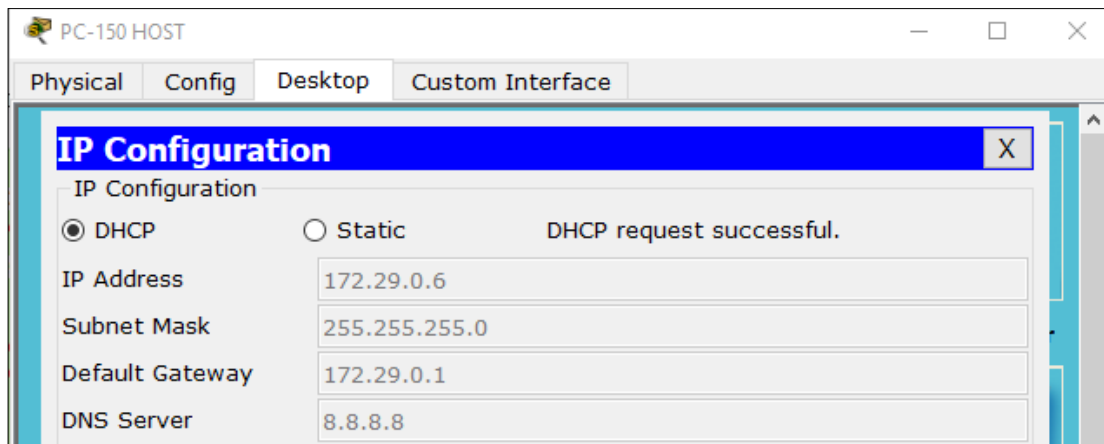 PC-150 HOST
Physical Config Desktop Custom Interface
IP Configuration X
IP Configuration
DHCP Static DHCP request successful.
IP Address 172.29.0.6
Subnet Mask 255.255.255.0
Default Gateway 172.29.0.1
DNS Server 8.8.8.8